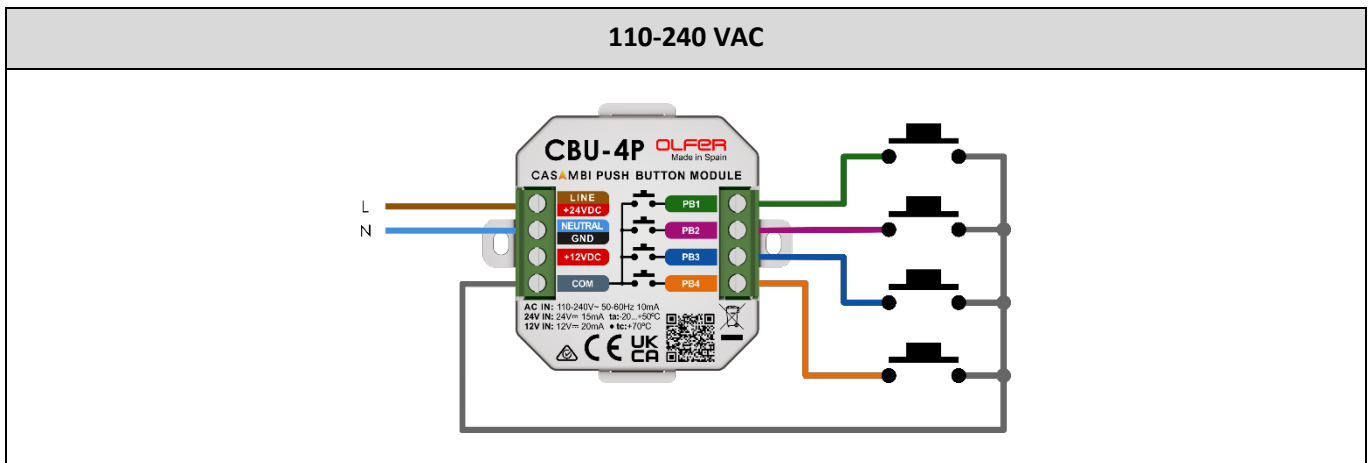 110-240 VAC
CBU-4P OLFER
Made in Spain
CASAMBI PUSH BUTTON MODULE
L
LINE
+24VDC
PB1
N
NEUTRAL
GND
PB2
+12VDC
PB3
COM
PB4
AC IN: 110-240V~ 50-60Hz 10mA
24V IN: 24V⎓ 15mA ta:-20...+50ºC
12V IN: 12V⎓ 20mA ● tc:+70ºC
CE UK
CA